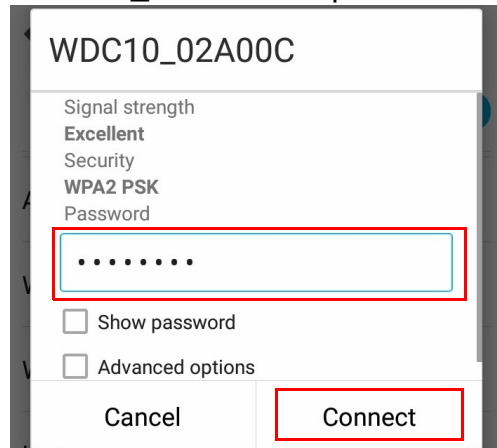 WDC10_02A00C
Signal strength
Excellent
Security
WPA2 PSK
Password
••••••••
Show password
Advanced options
Cancel Connect